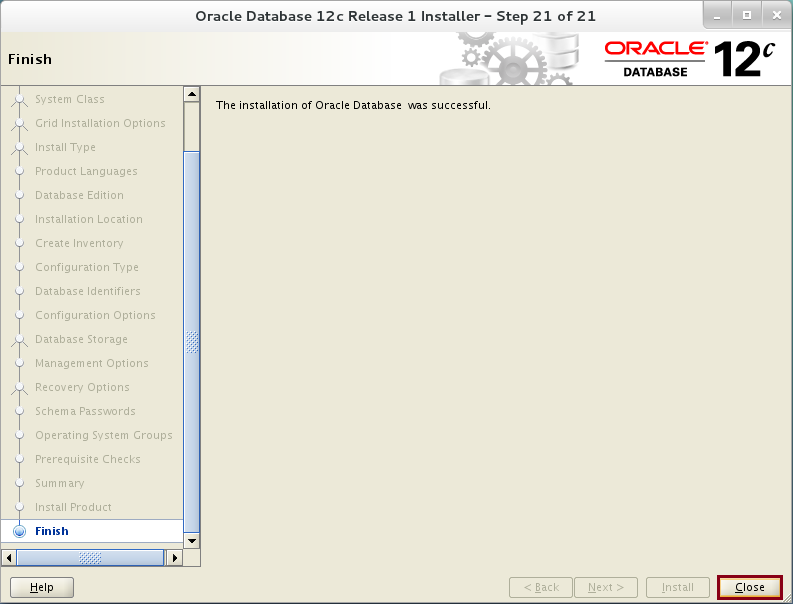 Oracle Database 12c Release 1 Installer - Step 21 of 21
Finish
ORACLE®
DATABASE
12c
System Class
Grid Installation Options
Install Type
Product Languages
Database Edition
Installation Location
Create Inventory
Configuration Type
Database Identifiers
Configuration Options
Database Storage
Management Options
Recovery Options
Schema Passwords
Operating System Groups
Prerequisite Checks
Summary
Install Product
Finish
The installation of Oracle Database  was successful.
Help
< Back
Next >
Install
Close